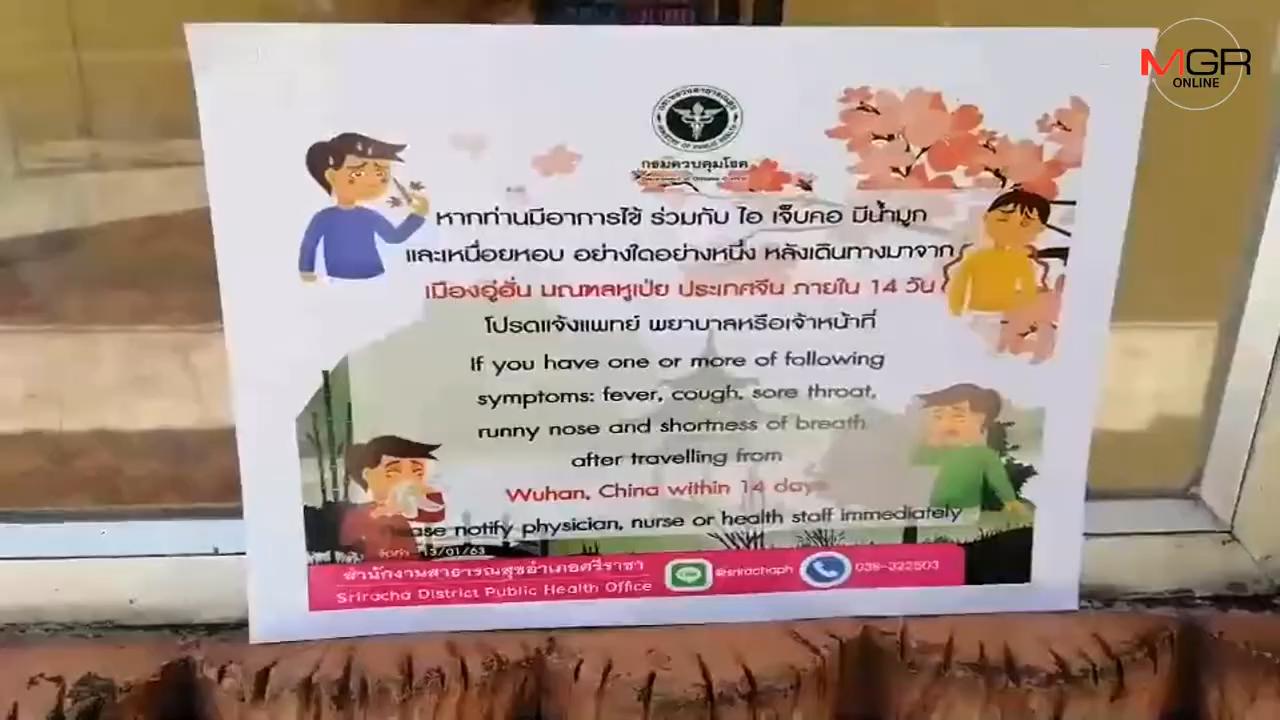 MGR
ONLINE
กรมควบคุมโรค
หากท่านมีอาการไข้ ร่วมกับ ไอ เจ็บคอ มีน้ำมูก
และเหนื่อยหอบ อย่างใดอย่างหนึ่ง หลังเดินทางมาจาก
เมืองอู่ฮั่น มณฑลหูเป่ย ประเทศจีน ภายใน 14 วัน
โปรดแจ้งแพทย์ พยาบาลหรือเจ้าหน้าที่
If you have one or more of following
symptoms: fever, cough, sore throat,
runny nose and shortness of breath
after travelling from
Wuhan, China within 14 days
notify physician, nurse or health staff immediately
13/01/63
สำนักงานสาธารณสุขอำเภอศรีราชา
Sriracha District Public Health Office
@srirachaph
038-322503